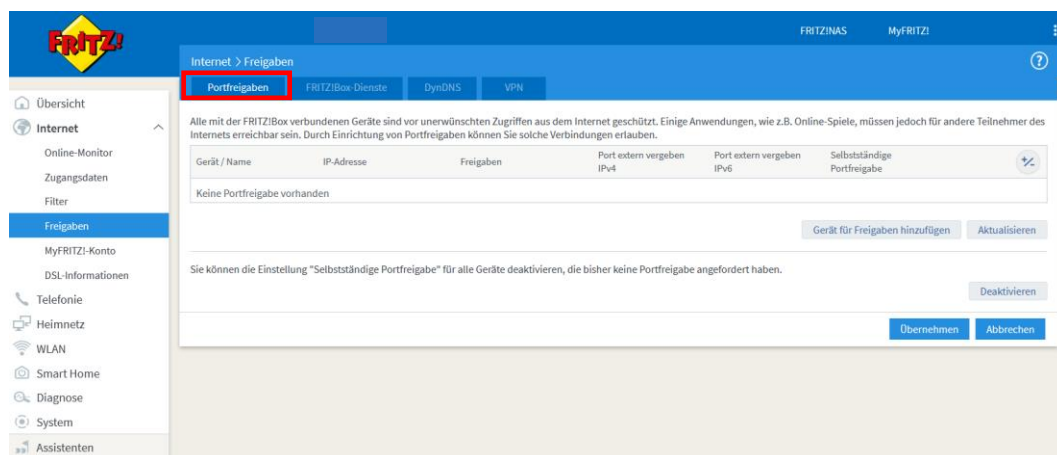 FRITZ!
FRITZ!NAS
MyFRITZ!
Internet > Freigaben
Portfreigaben
FRITZ!Box-Dienste
DynDNS
VPN
Übersicht
Internet
Online-Monitor
Zugangsdaten
Filter
Freigaben
MyFRITZ!-Konto
DSL-Informationen
Telefonie
Heimnetz
WLAN
Smart Home
Diagnose
System
Assistenten
Alle mit der FRITZ!Box verbundenen Geräte sind vor unerwünschten Zugriffen aus dem Internet geschützt. Einige Anwendungen, wie z.B. Online-Spiele, müssen jedoch für andere Teilnehmer des
Internets erreichbar sein. Durch Einrichtung von Portfreigaben können Sie solche Verbindungen erlauben.
Gerät / Name
IP-Adresse
Freigaben
Port extern vergeben
IPv4
Port extern vergeben
IPv6
Selbstständige
Portfreigabe
Keine Portfreigabe vorhanden
Gerät für Freigaben hinzufügen
Aktualisieren
Sie können die Einstellung "Selbstständige Portfreigabe" für alle Geräte deaktivieren, die bisher keine Portfreigabe angefordert haben.
Deaktivieren
Übernehmen
Abbrechen